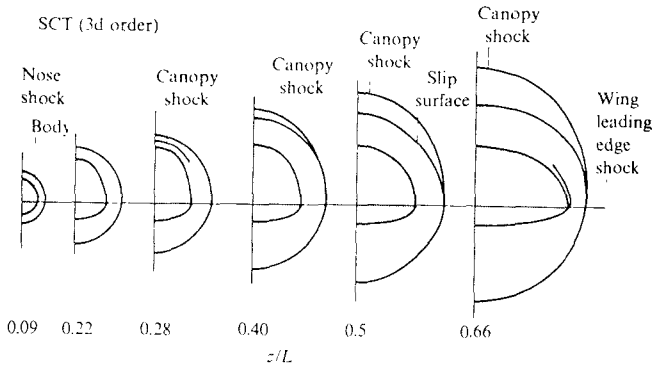 SCT (3d order)
Nose
shock
Body
Canopy
shock
Canopy
shock
Canopy
shock
Slip
surface
Canopy
shock
Wing
leading
edge
shock
0.09 0.22 0.28 0.40 0.5 0.66
z/L